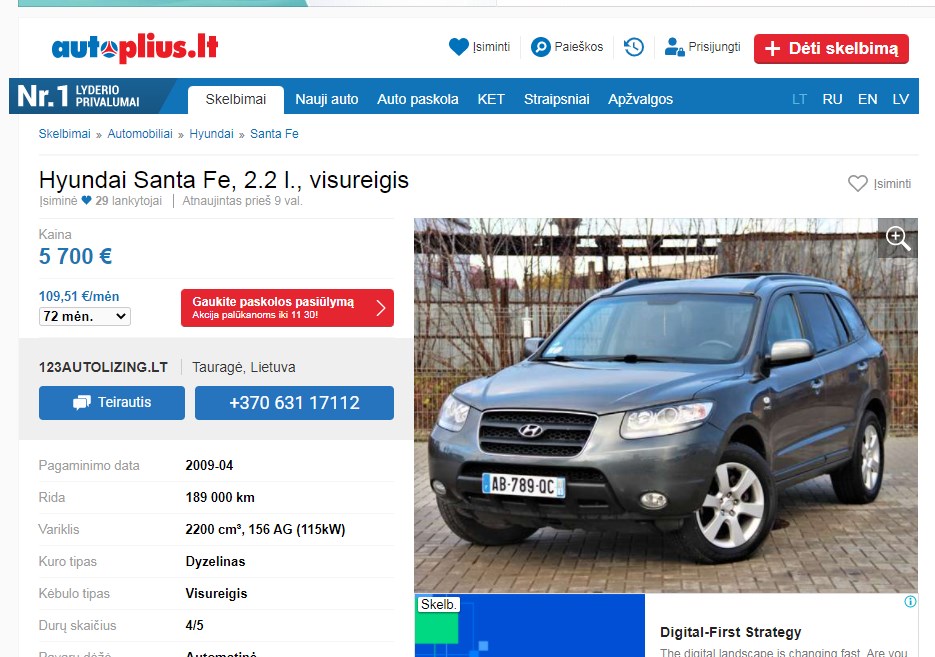 autoplius.lt
Įsiminti
Paieškos
Prisijungti
+ Dėti skelbimą
Nr.1 LYDERIO PRIVALUMAI
Skelbimai
Nauji auto
Auto paskola
KET
Straipsniai
Apžvalgos
LT
RU
EN
LV
Skelbimai » Automobiliai » Hyundai » Santa Fe
Hyundai Santa Fe, 2.2 l., visureigis
Įsiminti
Įsiminė 29 lankytojai | Atnaujintas prieš 9 val.
Kaina
5 700 €
109,51 €/mėn
72 mėn.
Gaukite paskolos pasiūlymą
Akcija palūkanoms iki 11 30!
123AUTOLIZING.LT | Tauragė, Lietuva
Teirautis
+370 631 17112
Pagaminimo data 2009-04
Rida 189 000 km
Variklis 2200 cm³, 156 AG (115kW)
Kuro tipas Dyzelinas
Kėbulo tipas Visureigis
Durų skaičius 4/5
Pavarų dėžė Automatinė
AB-789-QC
Skelb.
Digital-First Strategy
The digital landscape is changing fast. Are you